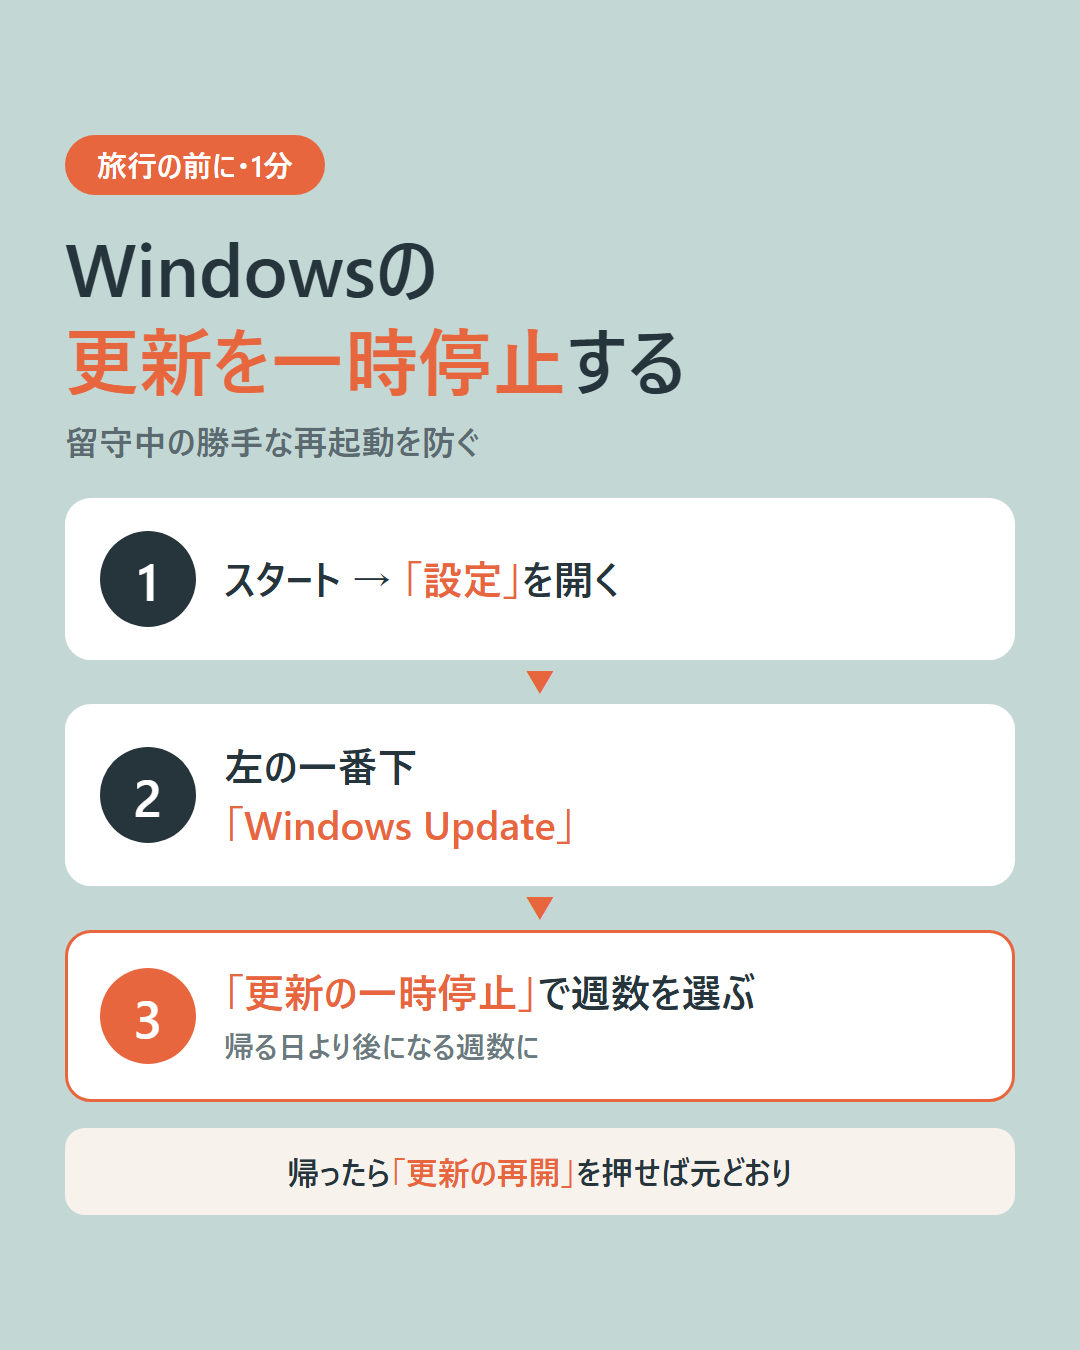 旅行の前に・1分
Windowsの
更新を一時停止する
留守中の勝手な再起動を防ぐ
1
スタート → 「設定」を開く
2
左の一番下
「Windows Update」
3
「更新の一時停止」で週数を選ぶ
帰る日より後になる週数に
帰ったら「更新の再開」を押せば元どおり